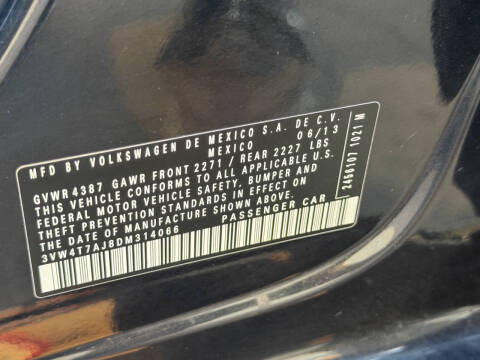 MFD BY VOLKSWAGEN DE MEXICO S.A. DE C.V.
MEXICO 06/13
GVWR 4387 GAWR FRONT 2271 / REAR 2227 LBS
THIS VEHICLE CONFORMS TO ALL APPLICABLE U.S.
FEDERAL MOTOR VEHICLE SAFETY, BUMPER AND
THEFT PREVENTION STANDARDS IN EFFECT ON
THE DATE OF MANUFACTURE SHOWN ABOVE.
3VW4T7AJ8DM314066 PASSENGER CAR
2466107 1021 M